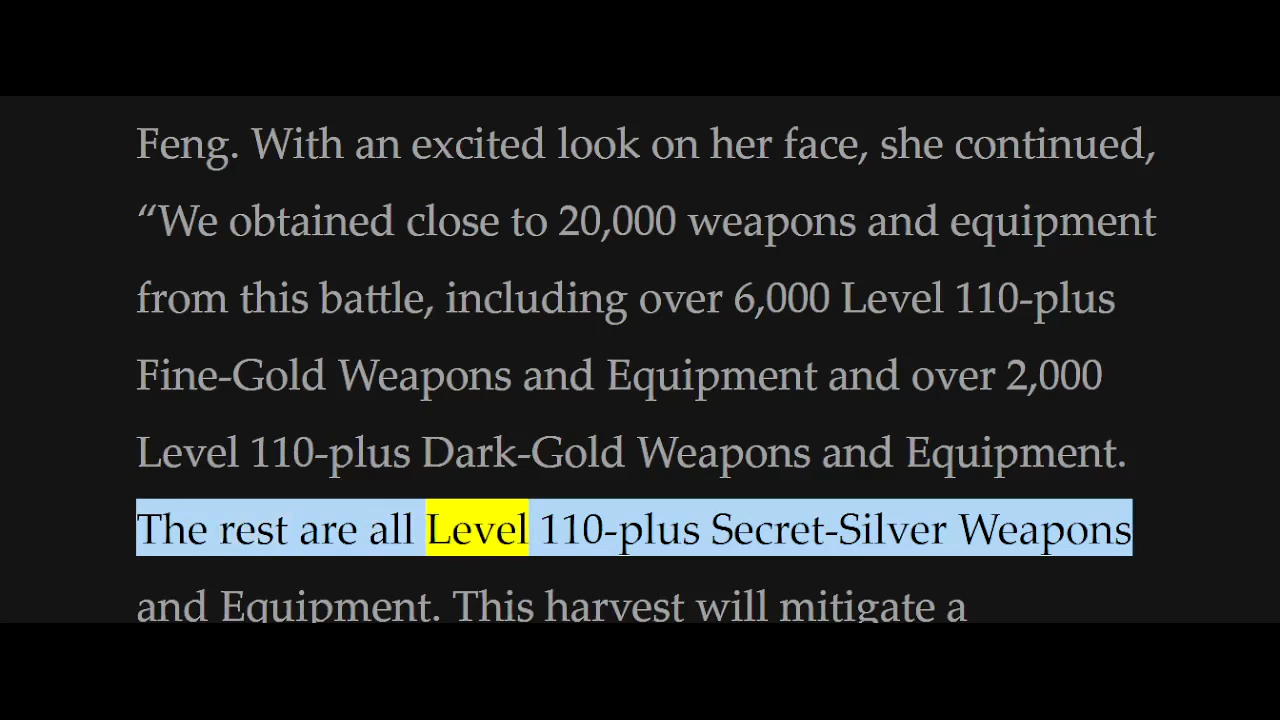 Feng. With an excited look on her face, she continued,
“We obtained close to 20,000 weapons and equipment
from this battle, including over 6,000 Level 110-plus
Fine-Gold Weapons and Equipment and over 2,000
Level 110-plus Dark-Gold Weapons and Equipment.
The rest are all Level 110-plus Secret-Silver Weapons
and Equipment. This harvest will mitigate a